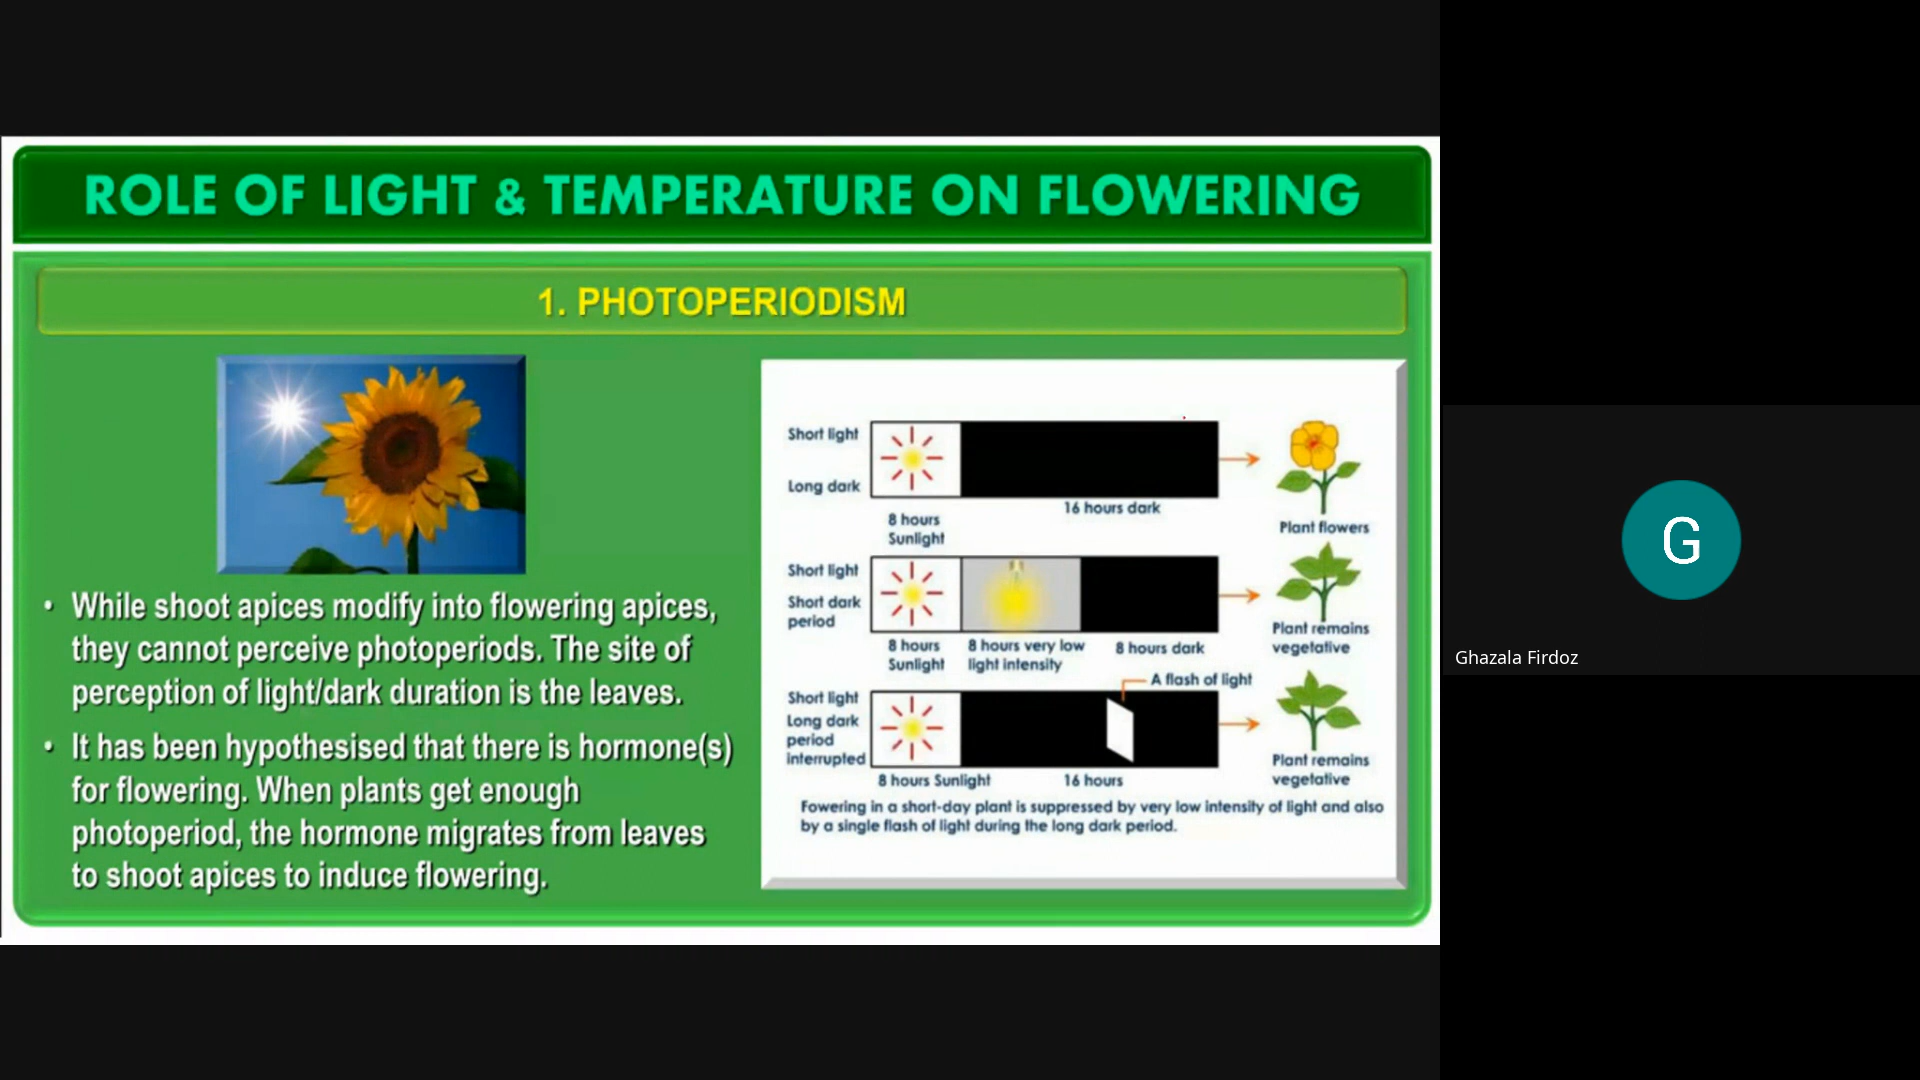 ROLE OF LIGHT & TEMPERATURE ON FLOWERING
1. PHOTOPERIODISM
• While shoot apices modify into flowering apices,
they cannot perceive photoperiods. The site of
perception of light/dark duration is the leaves.
• It has been hypothesised that there is hormone(s)
for flowering. When plants get enough
photoperiod, the hormone migrates from leaves
to shoot apices to induce flowering.
Short light
Long dark
16 hours dark
8 hours
Sunlight
Plant flowers
Short light
Short dark
period
8 hours
Sunlight
8 hours very low
light intensity
8 hours dark
Plant remains
vegetative
A flash of light
Short light
Long dark
period
interrupted
8 hours Sunlight
16 hours
Plant remains
vegetative
Fowering in a short-day plant is suppressed by very low intensity of light and also
by a single flash of light during the long dark period.
G
Ghazala Firdoz